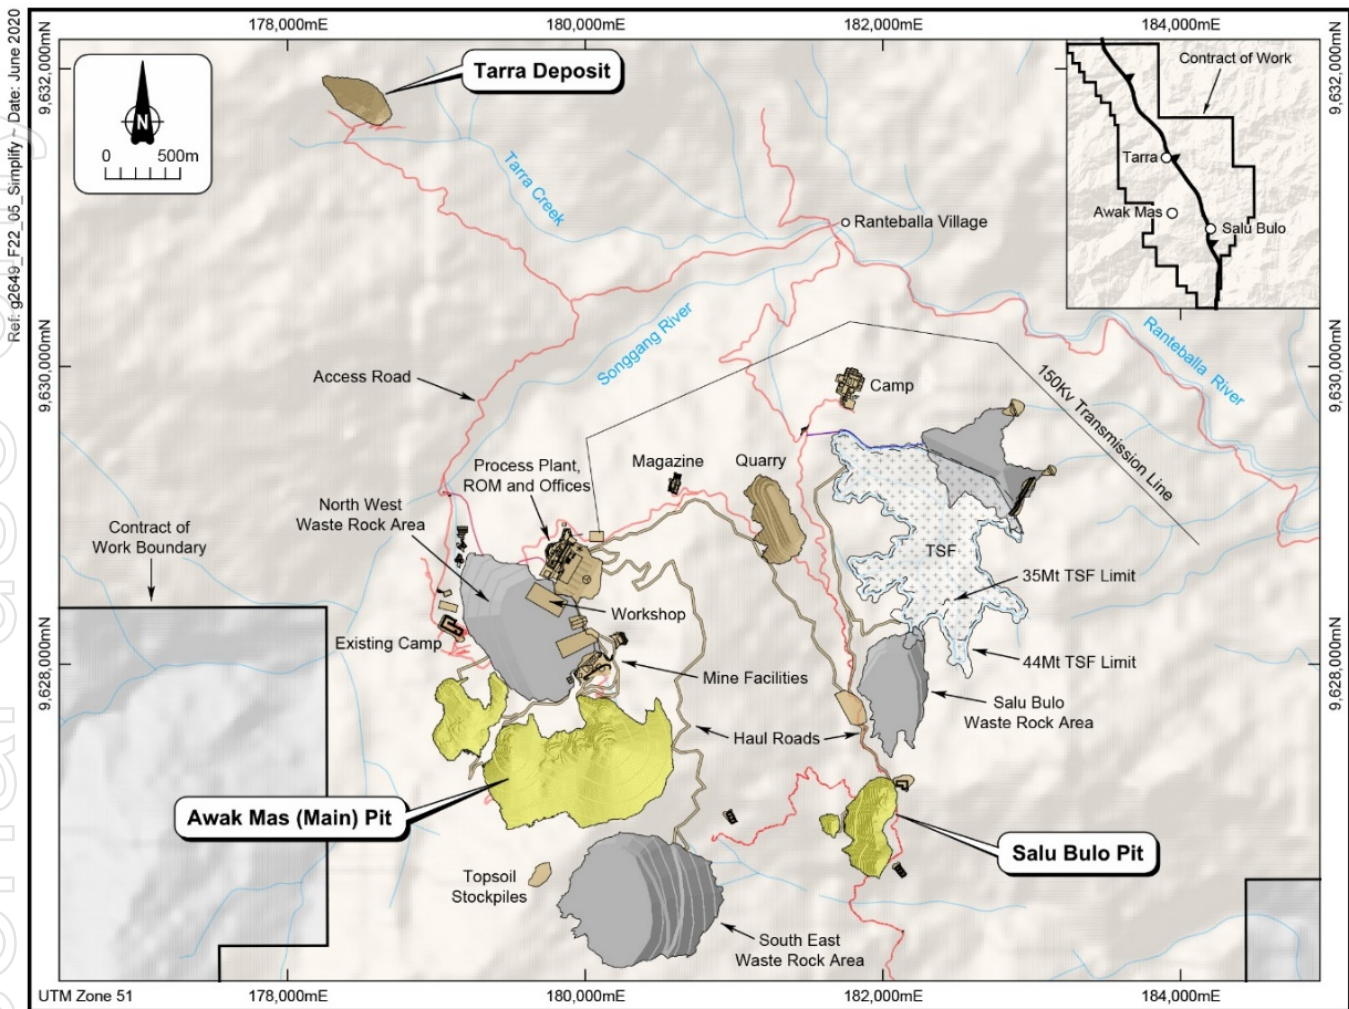 178,000mE
180,000mE
182,000mE
184,000mE
Ref: g2649_F22_05_Simplify ~ Date: June 2020
9,632,000mN
9,632,000mN
Tarra Deposit
N
0 500m
Contract of Work
Tarra
Awak Mas
Salu Bulo
Tarra Creek
Ranteballa Village
Songgang River
Ranteballa River
9,630,000mN
9,630,000mN
Access Road
Camp
150Kv Transmission Line
Process Plant,
ROM and Offices
Magazine
Quarry
North West
Waste Rock Area
Contract of
Work Boundary
TSF
35Mt TSF Limit
Workshop
Existing Camp
44Mt TSF Limit
9,628,000mN
9,628,000mN
Mine Facilities
Salu Bulo
Waste Rock Area
Haul Roads
Awak Mas (Main) Pit
Salu Bulo Pit
Topsoil
Stockpiles
South East
Waste Rock Area
UTM Zone 51
178,000mE
180,000mE
182,000mE
184,000mE